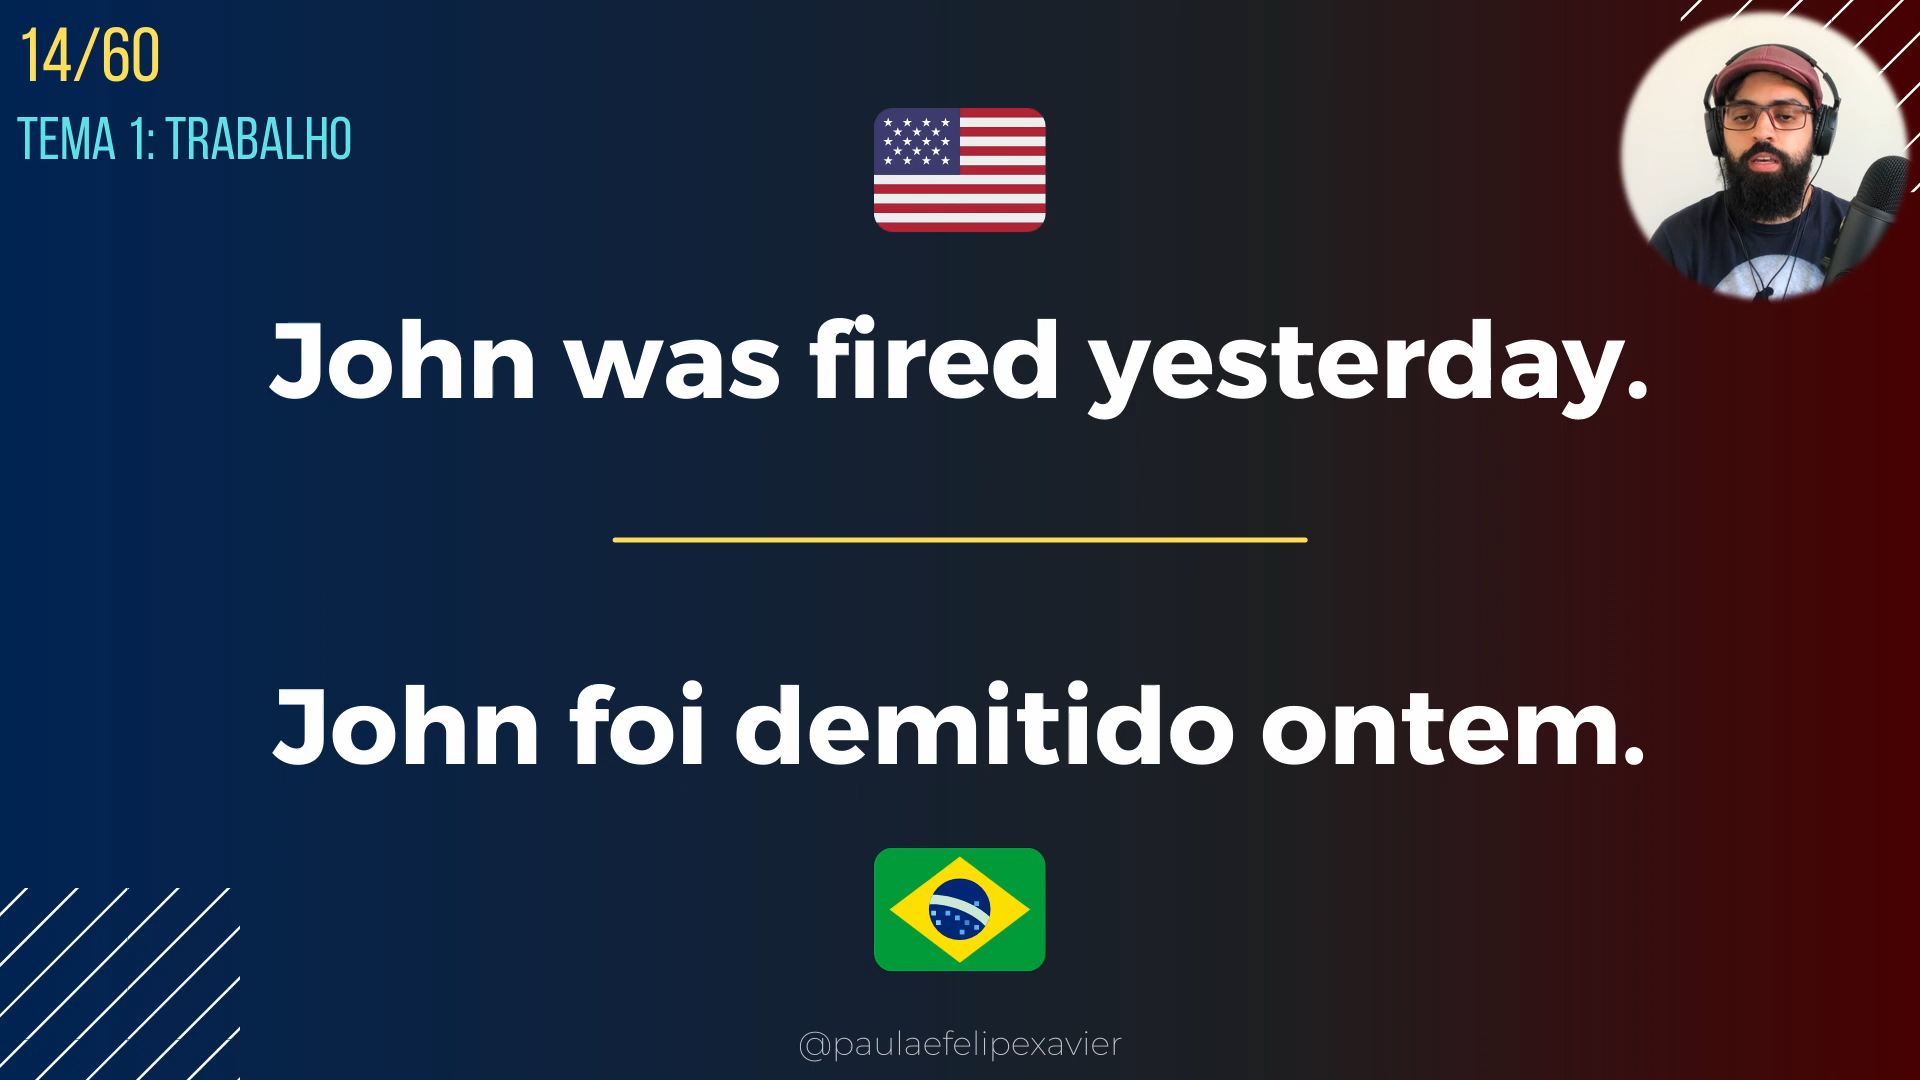 14/60
TEMA 1: TRABALHO
John was fired yesterday.
John foi demitido ontem.
@paulaefelipexavier